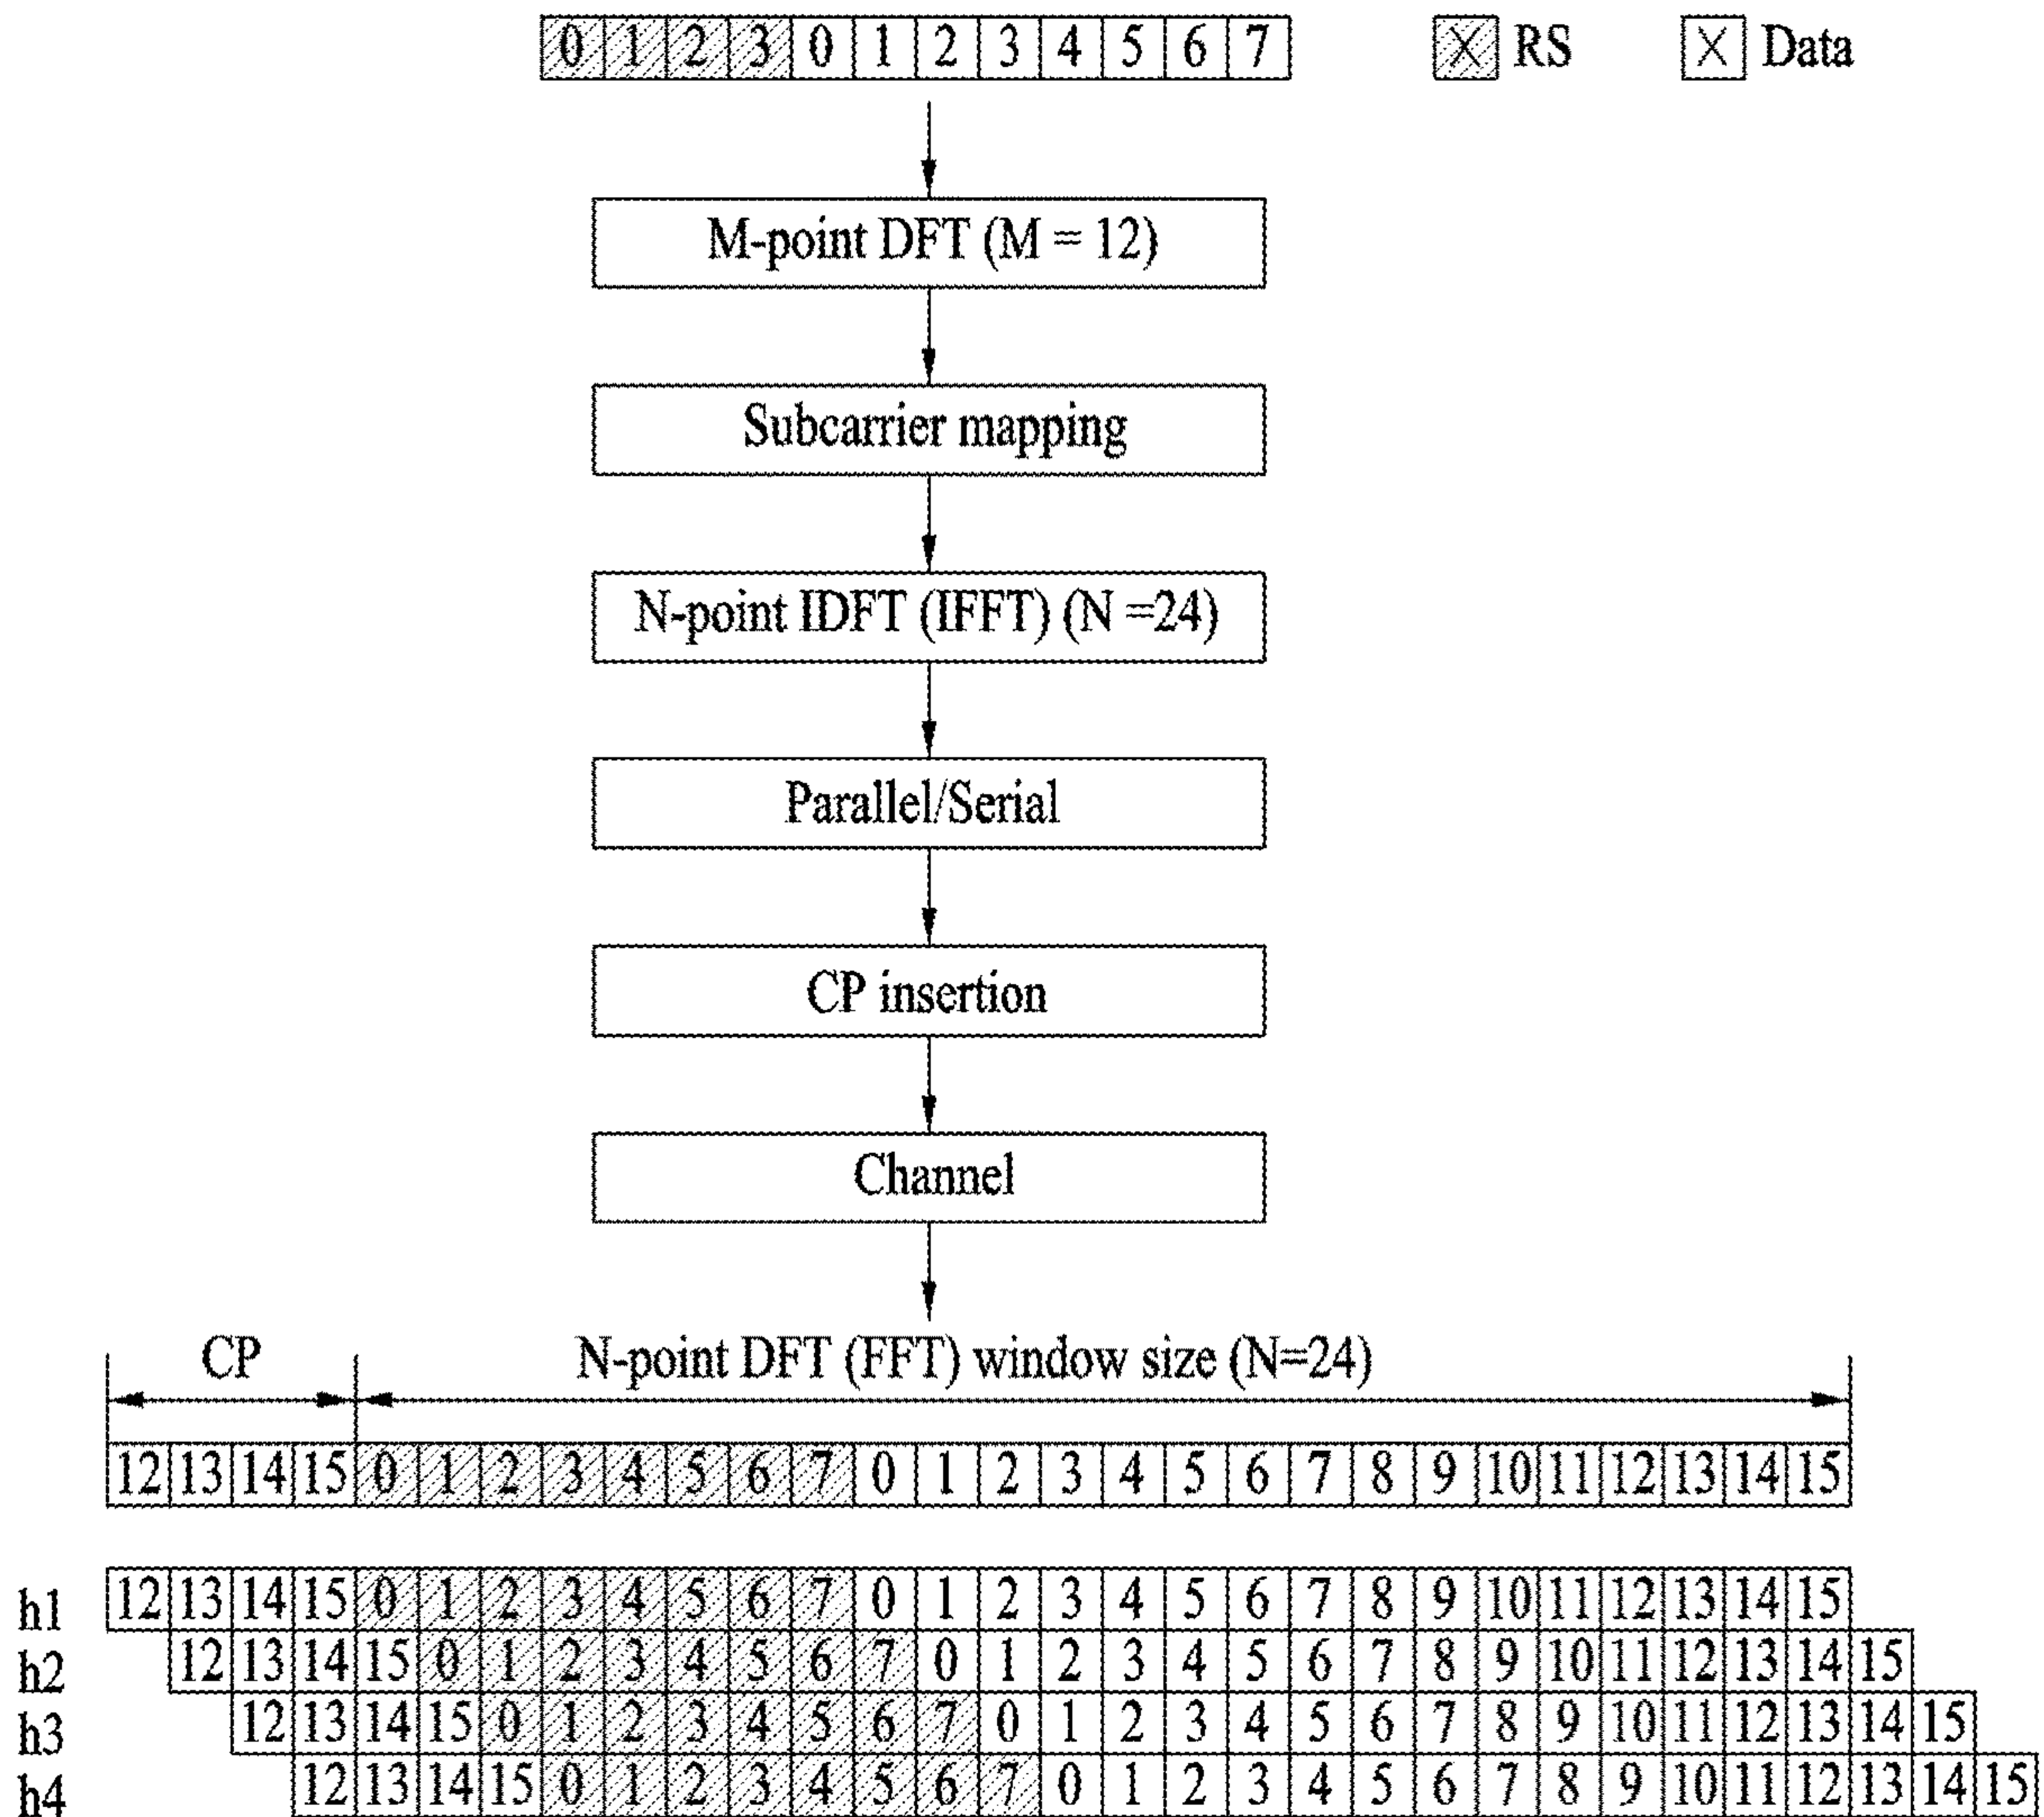 0 1 2 3 0 1 2 3 4 5 6 7 X RS X Data
M-point DFT (M = 12)
Subcarrier mapping
N-point IDFT (IFFT) (N =24)
Parallel/Serial
CP insertion
Channel
CP N-point DFT (FFT) window size (N=24)
12 13 14 15 0 1 2 3 4 5 6 7 0 1 2 3 4 5 6 7 8 9 10 11 12 13 14 15
h1 12 13 14 15 0 1 2 3 4 5 6 7 0 1 2 3 4 5 6 7 8 9 10 11 12 13 14 15
h2 12 13 14 15 0 1 2 3 4 5 6 7 0 1 2 3 4 5 6 7 8 9 10 11 12 13 14 15
h3 12 13 14 15 0 1 2 3 4 5 6 7 0 1 2 3 4 5 6 7 8 9 10 11 12 13 14 15
h4 12 13 14 15 0 1 2 3 4 5 6 7 0 1 2 3 4 5 6 7 8 9 10 11 12 13 14 15